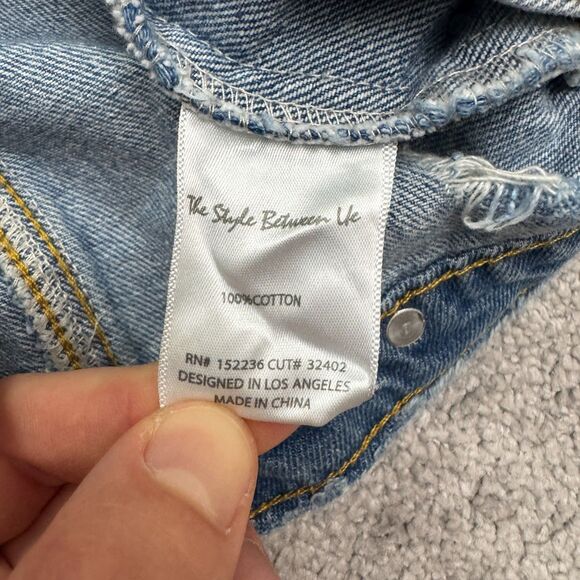 The Style Between Us
100%COTTON
RN# 152236 CUT# 32402
DESIGNED IN LOS ANGELES
MADE IN CHINA